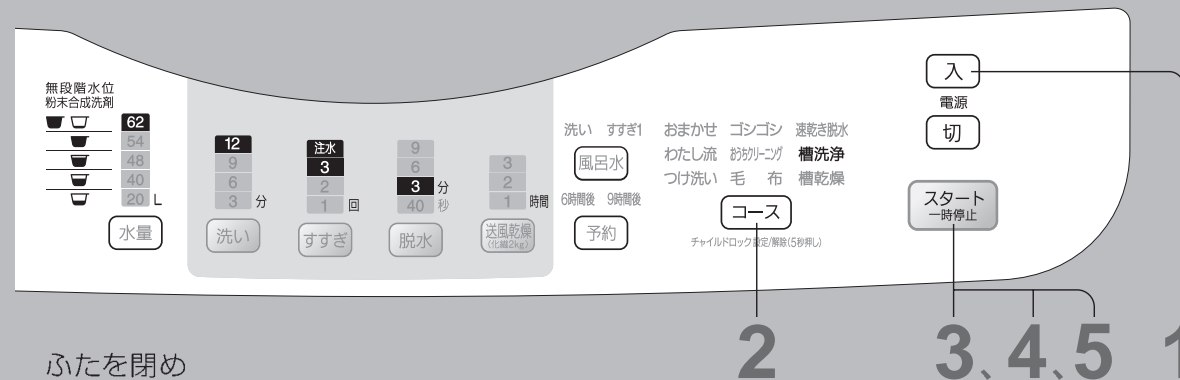 無段階水位
粉末合成洗剤
62
54
48
40
20 L
水量
12
9
6
3 分
洗い
注水
3
2
1 回
すすぎ
9
6
3 分
40 秒
脱水
3
2
1 時間
送風乾燥
(化繊2kg)
洗い すすぎ1
風呂水
6時間後 9時間後
予約
おまかせ ゴシゴシ 速乾き脱水
わたし流 おうちクリーニング 槽洗浄
つけ洗い 毛布 槽乾燥
コース
チャイルドロック設定/解除(5秒押し)
入
電源
切
スタート
一時停止
2
3、4、5
1
ふたを閉め